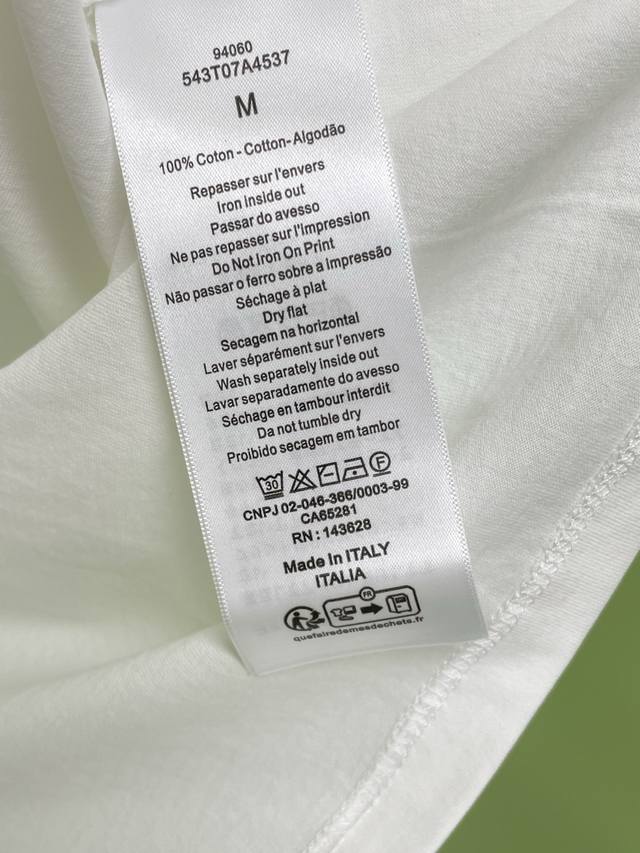 94060
543T07A4537
M
100% Coton - Cotton-Algodão
Repasser sur l'envers
Iron inside out
Passar do avesso
Ne pas repasser sur l'impression
Do Not Iron On Print
Não passar o ferro sobre a impressão
Séchage à plat
Dry flat
Secagem na horizontal
Laver séparément sur l'envers
Wash separately inside out
Lavar separadamente do avesso
Séchage en tambour interdit
Da not tumble dry
Proibido secagem em tambor
30 F
CNPJ 02-046-366/0003-99
CA65281
RN : 143628
Made In ITALY
ITALIA
FR
quefairedemesdechets.fr